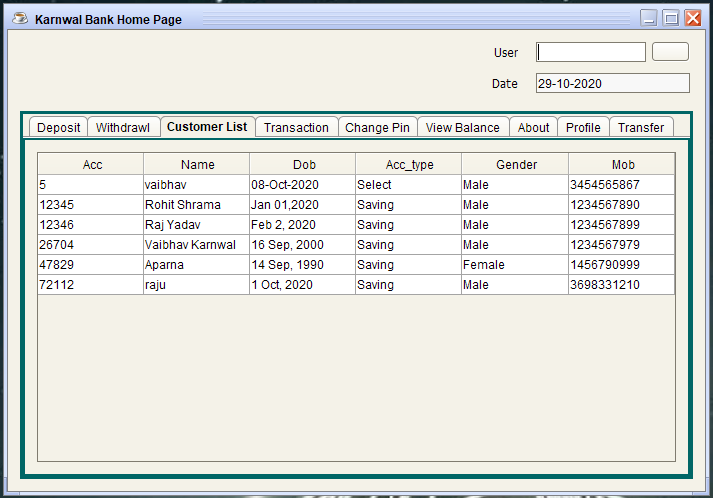 Karnwal Bank Home Page
User
Date 29-10-2020
Deposit Withdrawl Customer List Transaction Change Pin View Balance About Profile Transfer
Acc Name Dob Acc_type Gender Mob
5 vaibhav 08-Oct-2020 Select Male 3454565867
12345 Rohit Shrama Jan 01,2020 Saving Male 1234567890
12346 Raj Yadav Feb 2, 2020 Saving Male 1234567899
26704 Vaibhav Karnwal 16 Sep, 2000 Saving Male 1234567979
47829 Aparna 14 Sep, 1990 Saving Female 1456790999
72112 raju 1 Oct, 2020 Saving Male 3698331210